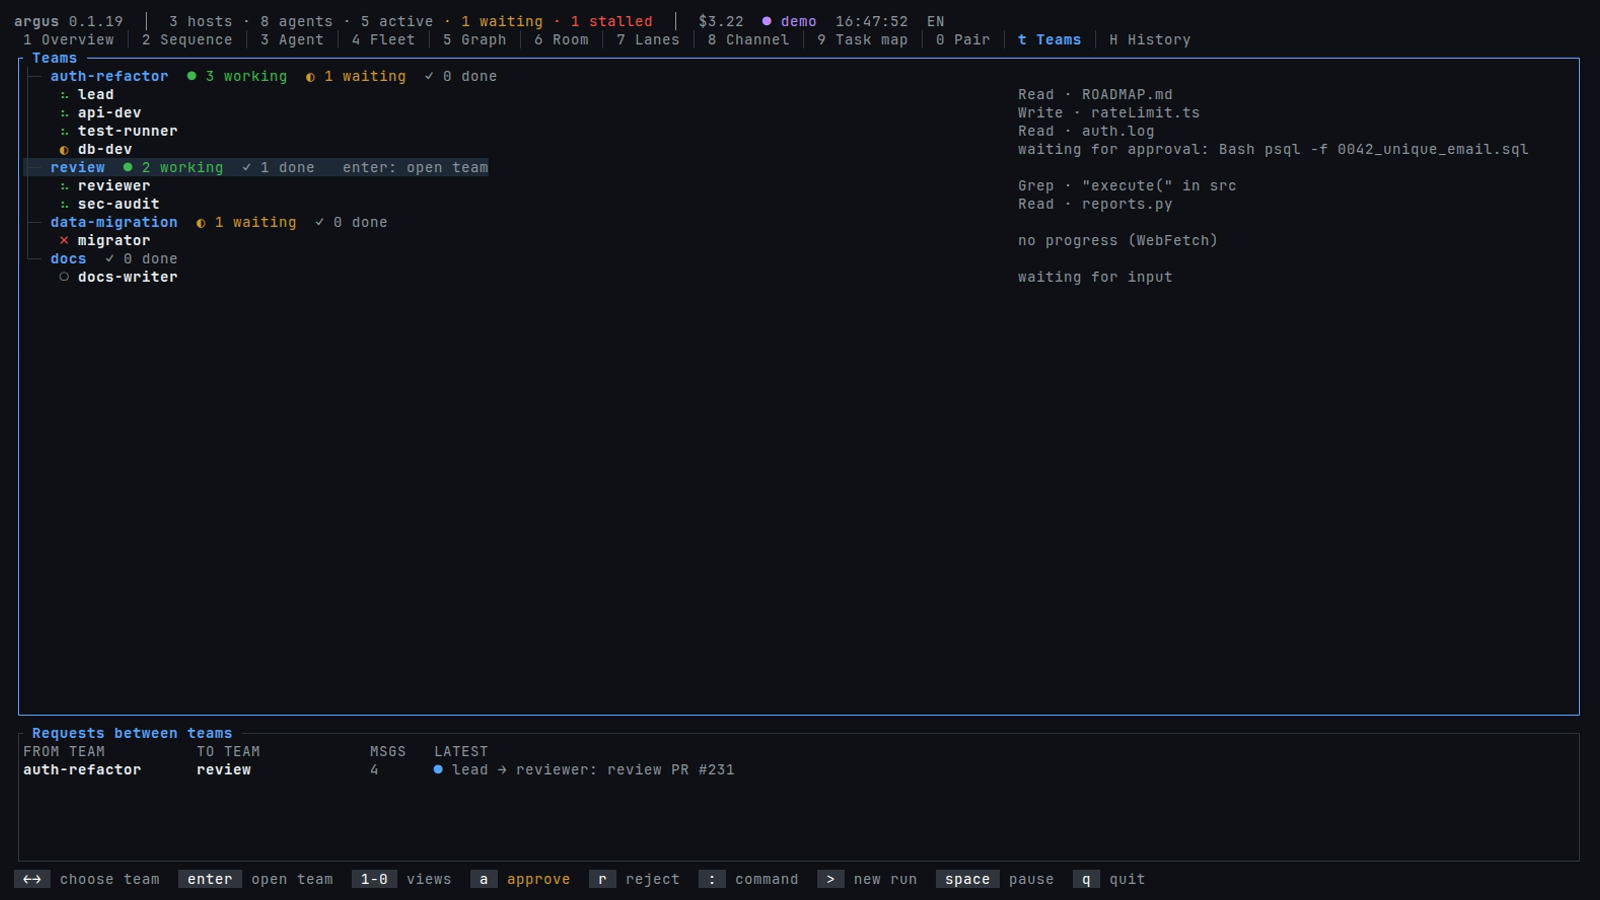 argus 0.1.19 │ 3 hosts · 8 agents · 5 active · 1 waiting · 1 stalled │ $3.22 ● demo 16:47:52 EN
1 Overview │ 2 Sequence │ 3 Agent │ 4 Fleet │ 5 Graph │ 6 Room │ 7 Lanes │ 8 Channel │ 9 Task map │ 0 Pair │ t Teams │ H History
Teams
auth-refactor ● 3 working ◐ 1 waiting ✓ 0 done
lead Read · ROADMAP.md
api-dev Write · rateLimit.ts
test-runner Read · auth.log
◐ db-dev waiting for approval: Bash psql -f 0042_unique_email.sql
review ● 2 working ✓ 1 done enter: open team
reviewer Grep · "execute(" in src
sec-audit Read · reports.py
data-migration ◐ 1 waiting ✓ 0 done
✕ migrator no progress (WebFetch)
docs ✓ 0 done
○ docs-writer waiting for input
Requests between teams
FROM TEAM TO TEAM MSGS LATEST
auth-refactor review 4 ● lead → reviewer: review PR #231
←→ choose team enter open team 1-0 views a approve r reject : command > new run space pause q quit